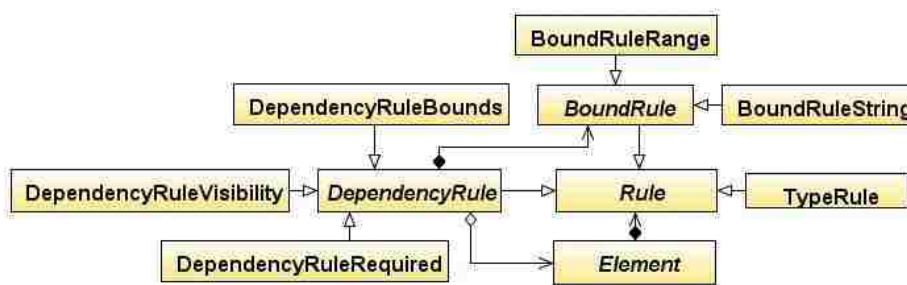 BoundRuleRange
DependencyRuleBounds
BoundRule
BoundRuleString
DependencyRuleVisibility
DependencyRule
Rule
TypeRule
DependencyRuleRequired
Element